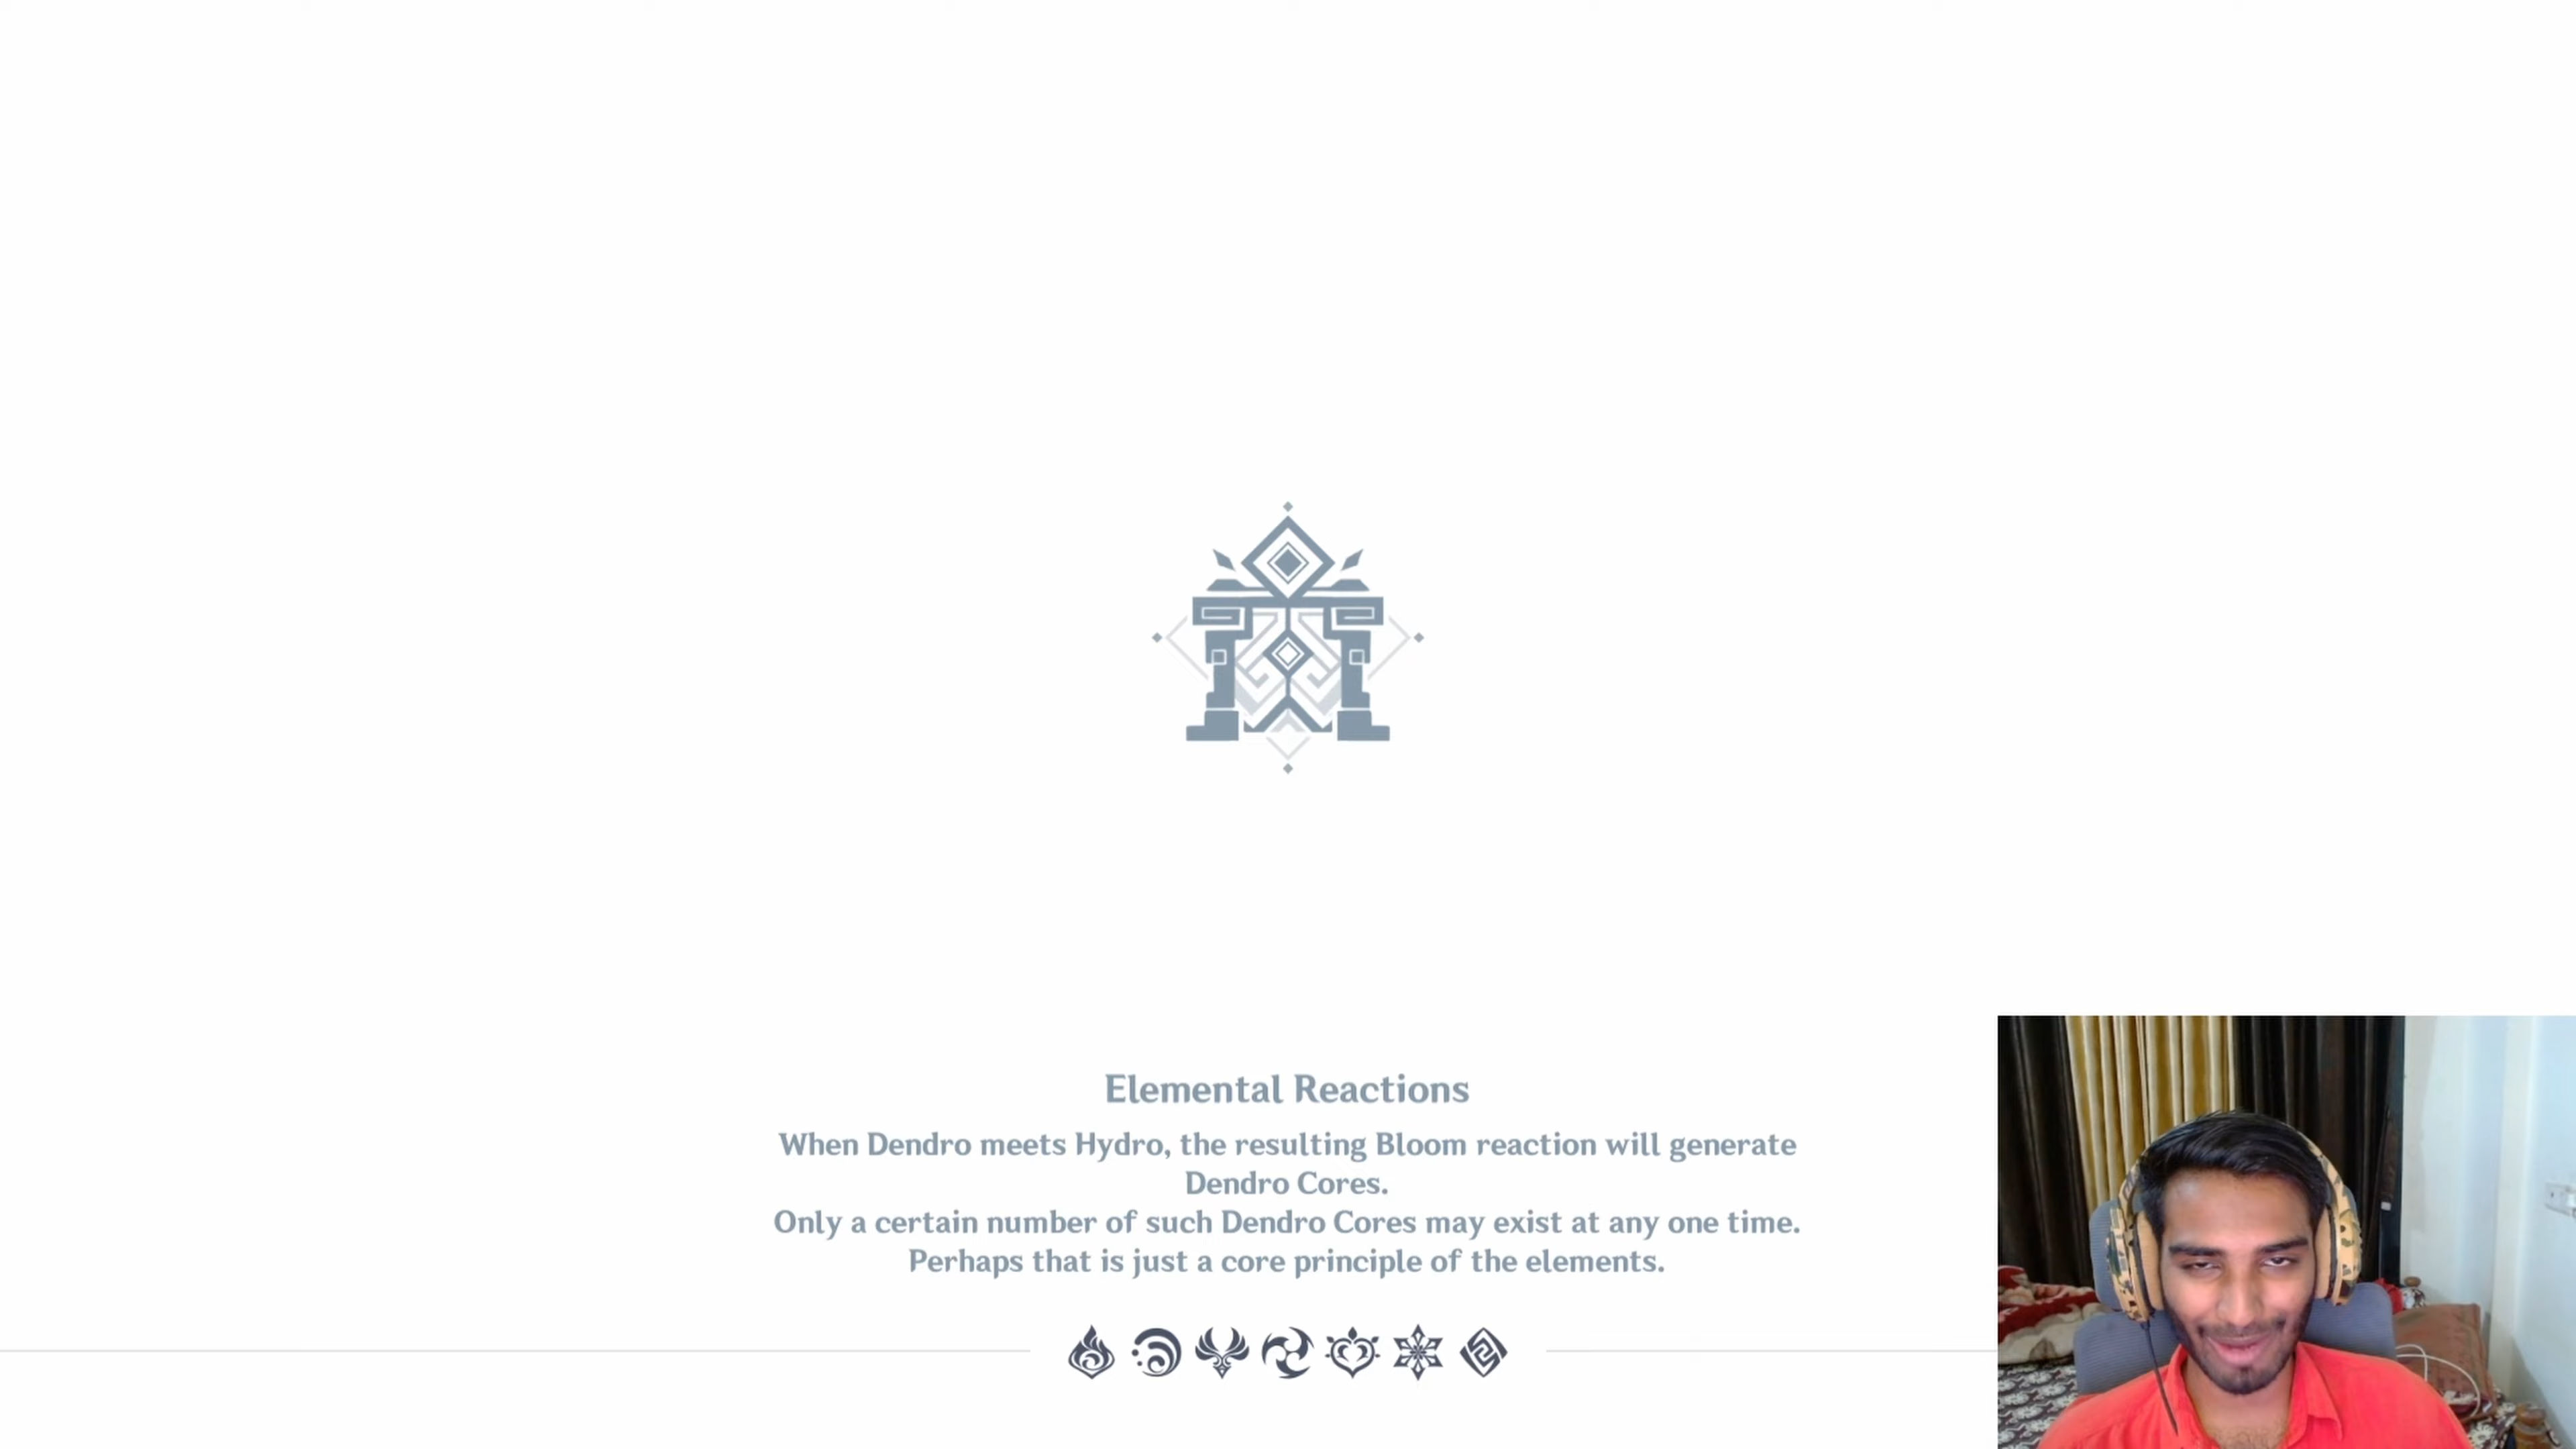 Elemental Reactions
When Dendro meets Hydro, the resulting Bloom reaction will generate
Dendro Cores.
Only a certain number of such Dendro Cores may exist at any one time.
Perhaps that is just a core principle of the elements.